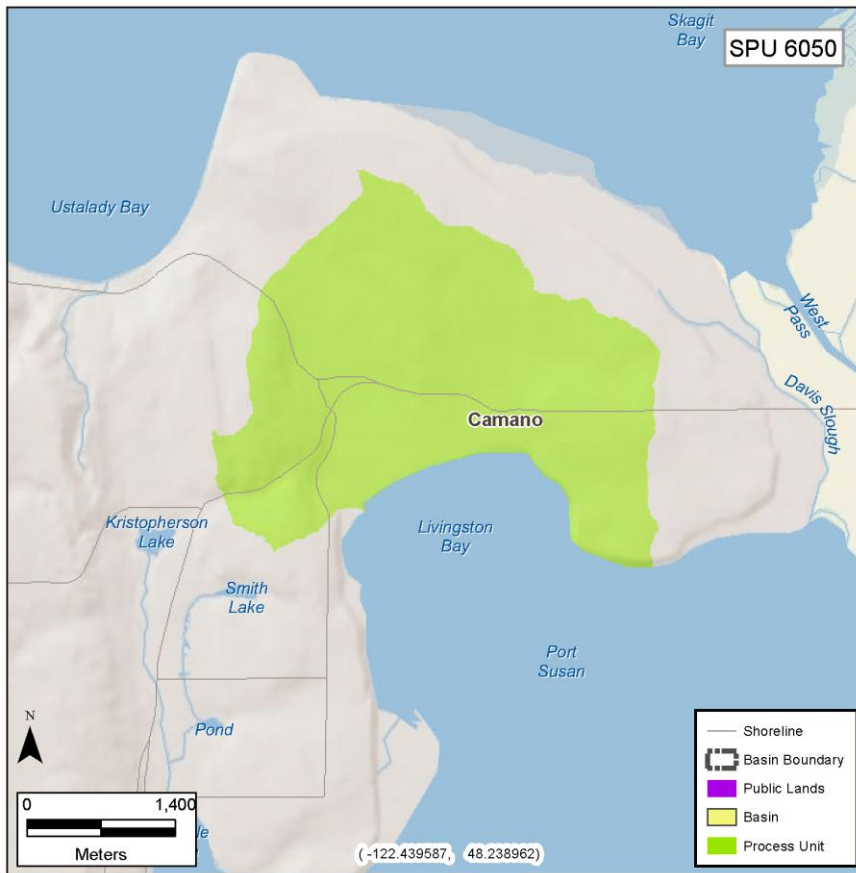 Skagit
Bay
SPU 6050
Ustalady Bay
West
Pass
Davis Slough
Camano
Kristopherson
Lake
Livingston
Bay
Smith
Lake
Port
Susan
Pond
N
0
1,400
Meters
(-122.439587, 48.238962)
Shoreline
Basin Boundary
Public Lands
Basin
Process Unit